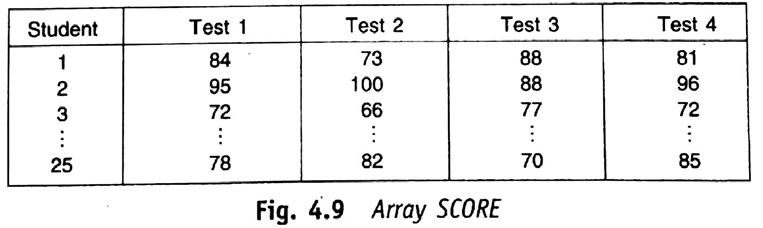 Student Test 1 Test 2 Test 3 Test 4
1 84 73 88 81
2 95 100 88 96
3 72 66 77 72
⋮ ⋮ ⋮ ⋮ ⋮
25 78 82 70 85
Fig. 4.9 Array SCORE